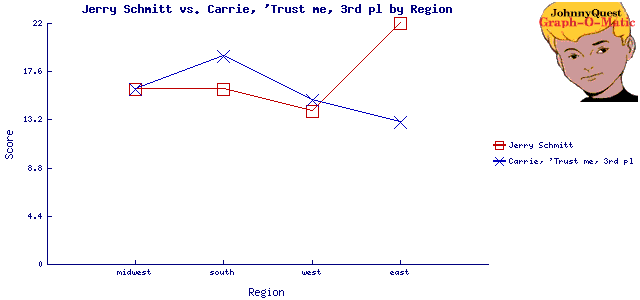 Jerry Schmitt vs. Carrie, 'Trust me, 3rd pl by Region
JohnnyQuest
Graph-O-Matic
22
17.6
13.2
8.8
4.4
0
Score
midwest south west east
Region
Jerry Schmitt
Carrie, 'Trust me, 3rd pl